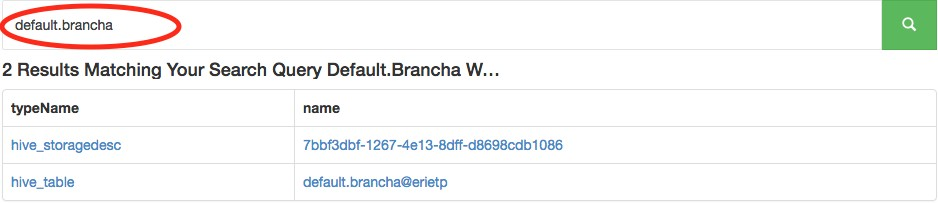 default.brancha
2 Results Matching Your Search Query Default.Brancha W...
typeName name
hive_storagedesc 7bbf3dbf-1267-4e13-8dff-d8698cdb1086
hive_table default.brancha@erietp